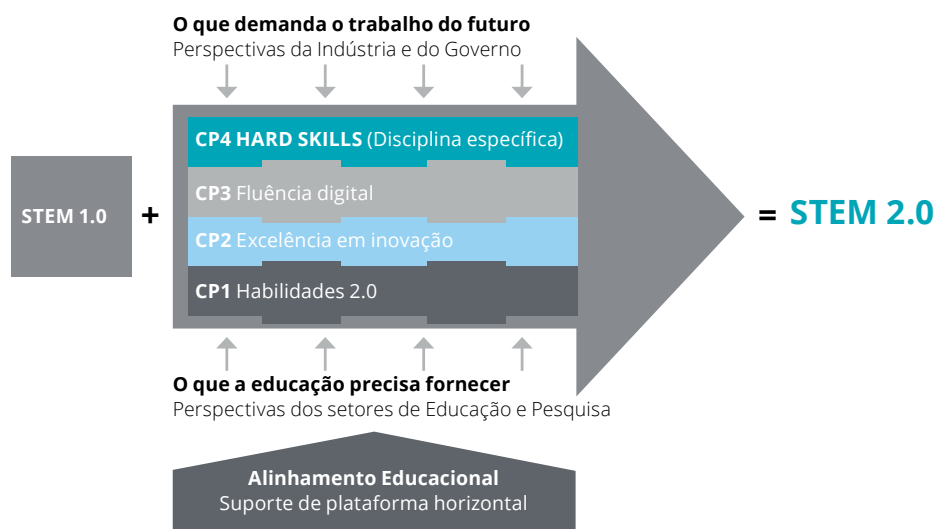 O que demanda o trabalho do futuro
Perspectivas da Indústria e do Governo
CP4 HARD SKILLS (Disciplina específica)
CP3 Fluência digital
STEM 1.0 + = STEM 2.0
CP2 Excelência em inovação
CP1 Habilidades 2.0
O que a educação precisa fornecer
Perspectivas dos setores de Educação e Pesquisa
Alinhamento Educacional
Suporte de plataforma horizontal